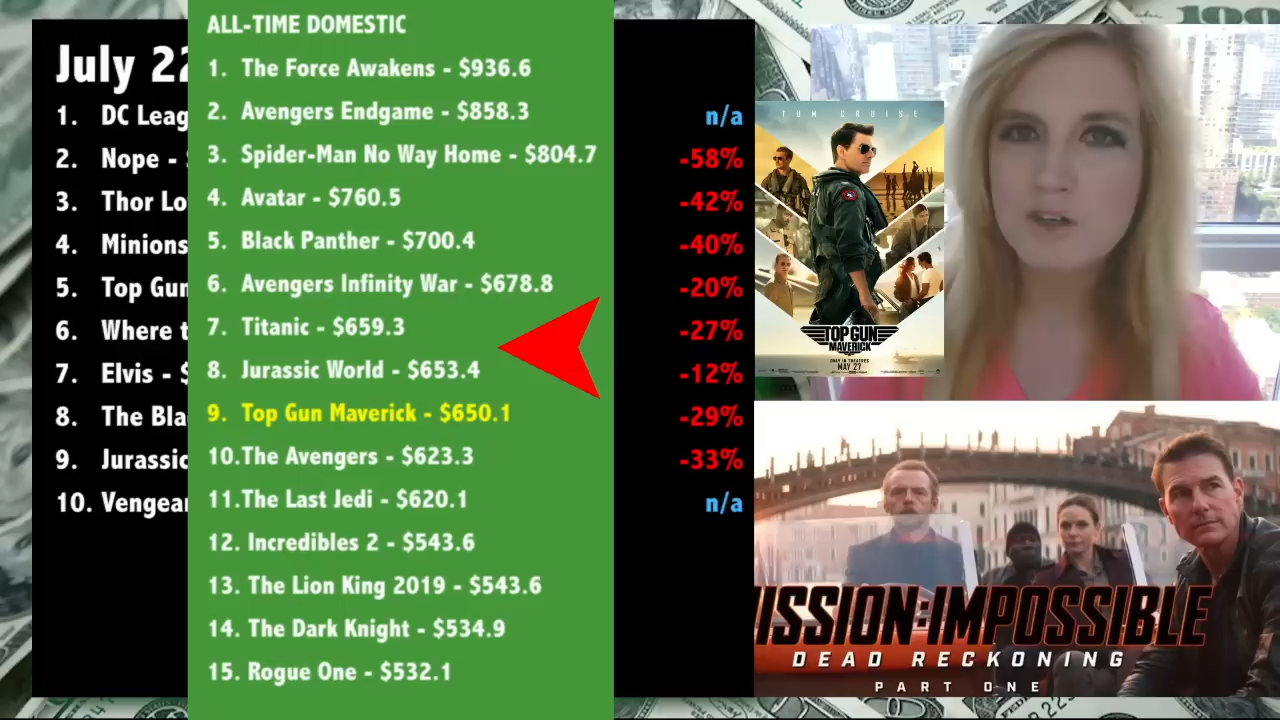 ALL-TIME DOMESTIC
1. The Force Awakens - $936.6
2. Avengers Endgame - $858.3
3. Spider-Man No Way Home - $804.7
4. Avatar - $760.5
5. Black Panther - $700.4
6. Avengers Infinity War - $678.8
7. Titanic - $659.3
8. Jurassic World - $853.4
9. Top Gun Maverick - $650.1
10.The Avengers - $623.3
11.The Last Jedi - $620.1
12. Incredibles 2 - $543.6
13. The Lion King 2019 - $543.6
14. The Dark Knight - $534.9
15. Rogue One - $532.1
July 22
1. DC Leag n/a
2. Nope - -58%
3. Thor Lo -42%
4. Minions -40%
5. Top Gun -20%
6. Where t -27%
7. Elvis - $ -12%
8. The Bla -29%
9. Jurassic -33%
10. Vengear n/a
TOM CRUISE
TOP GUN
MAVERICK
ONLY IN THEATRES
MAY 27
ISSION:IMPOSSIBLE
DEAD RECKONING
PART ONE
100